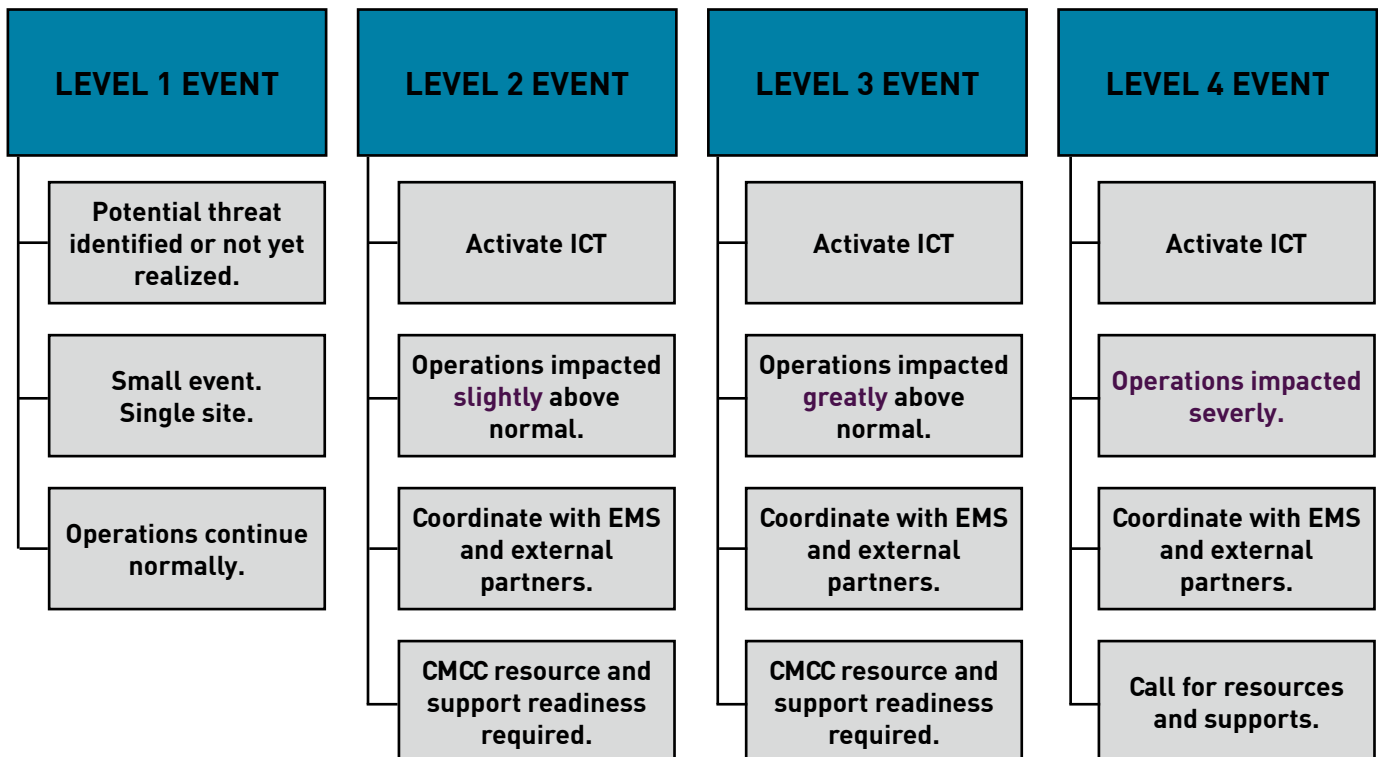 LEVEL 1 EVENT
Potential threat
identified or not yet
realized.
Small event.
Single site.
Operations continue
normally.
LEVEL 2 EVENT
Activate ICT
Operations impacted
slightly above
normal.
Coordinate with EMS
and external
partners.
CMCC resource and
support readiness
required.
LEVEL 3 EVENT
Activate ICT
Operations impacted
greatly above
normal.
Coordinate with EMS
and external
partners.
CMCC resource and
support readiness
required.
LEVEL 4 EVENT
Activate ICT
Operations impacted
severly.
Coordinate with EMS
and external
partners.
Call for resources
and supports.